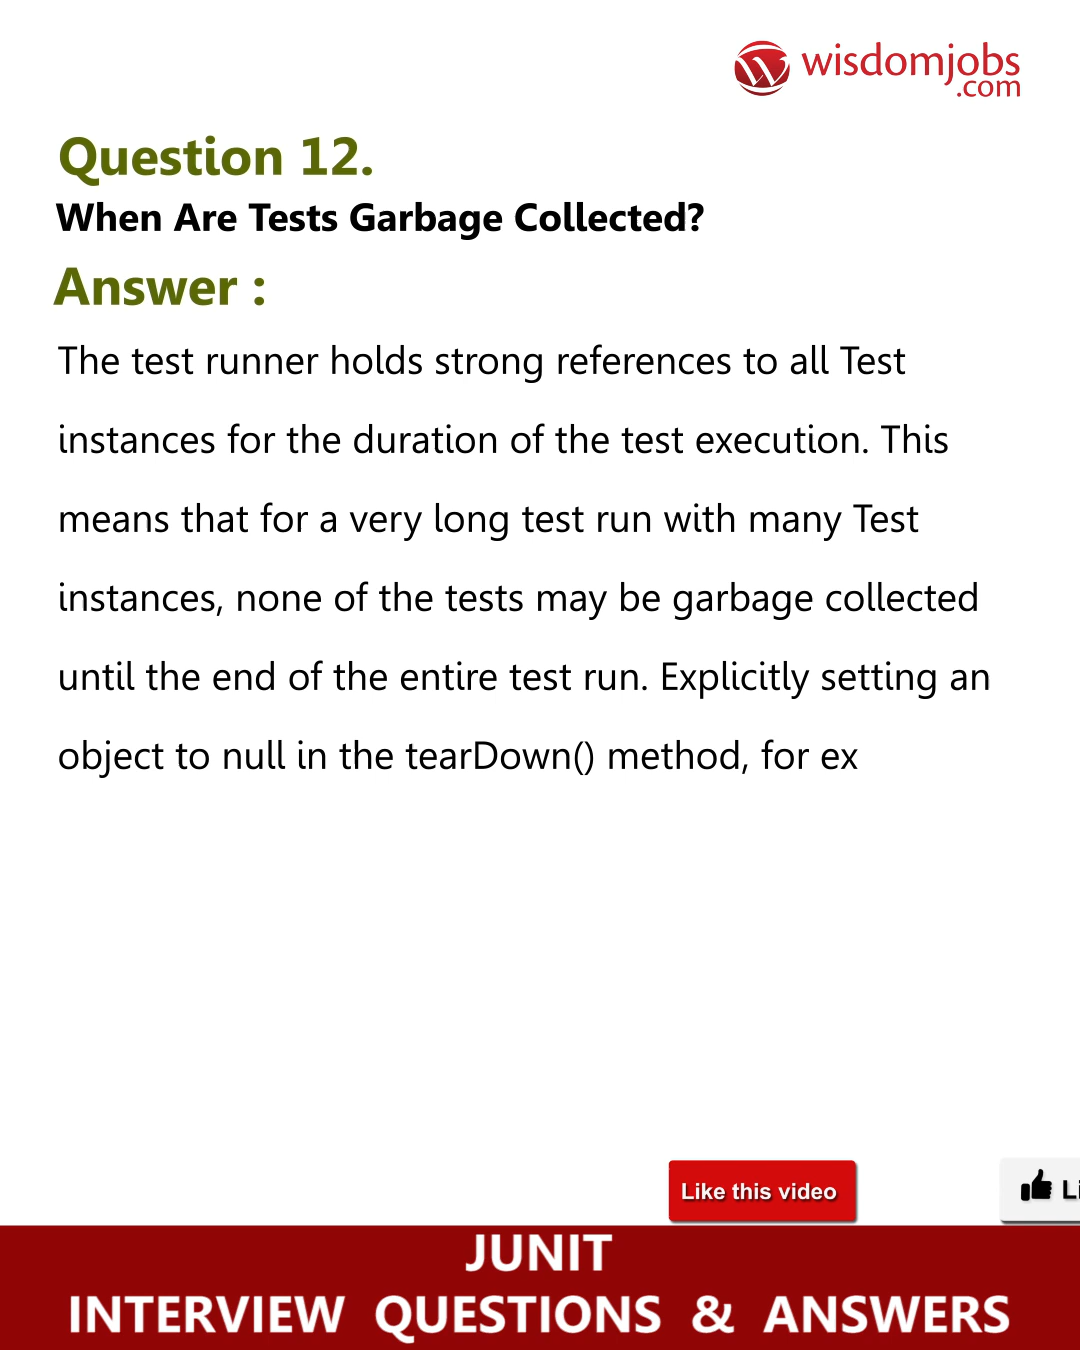 wisdomjobs
.com
Question 12.
When Are Tests Garbage Collected?
Answer :
The test runner holds strong references to all Test
instances for the duration of the test execution. This
means that for a very long test run with many Test
instances, none of the tests may be garbage collected
until the end of the entire test run. Explicitly setting an
object to null in the tearDown() method, for ex
Like this video
Li
JUNIT
INTERVIEW QUESTIONS & ANSWERS